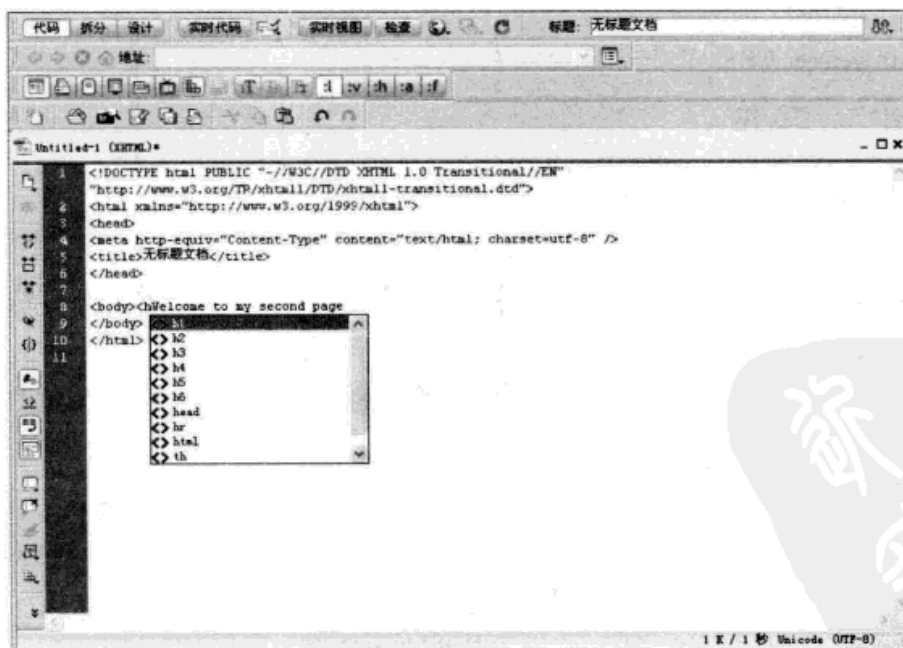 代码 拆分 设计 实时代码 实时视图 检查 标题: 无标题文档
地址:
:l :v :h :a :f
Untitled-1 (XHTML)*
1 <!DOCTYPE html PUBLIC "-//W3C//DTD XHTML 1.0 Transitional//EN"
"http://www.w3.org/TR/xhtml1/DTD/xhtml1-transitional.dtd">
2 <html xmlns="http://www.w3.org/1999/xhtml">
3 <head>
4 <meta http-equiv="Content-Type" content="text/html; charset=utf-8" />
5 <title>无标题文档</title>
6 </head>
7
8 <body><hWelcome to my second page
9 </body>
10 </html>
11
<> h1
<> h2
<> h3
<> h4
<> h5
<> h6
<> head
<> hr
<> html
<> th
1 K / 1 秒 Unicode (UTF-8)